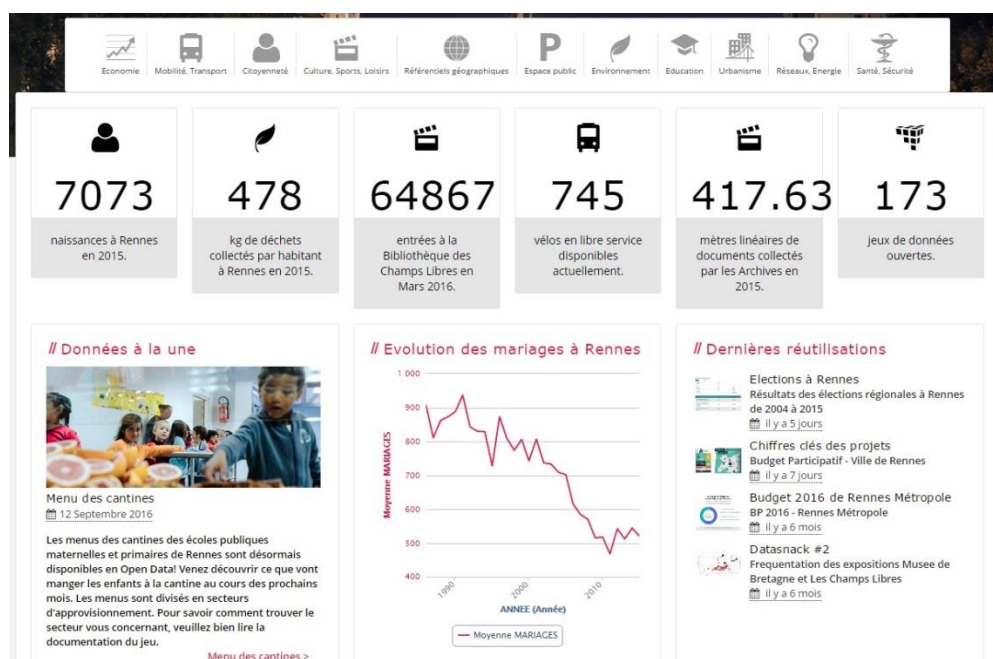 Economie
Mobilité, Transport
Citoyenneté
Culture, Sports, Loisirs
Référentiels géographiques
Espace public
Environnement
Education
Urbanisme
Réseaux, Energie
Santé, Sécurité
7073
naissances à Rennes
en 2015.
478
kg de déchets
collectés par habitant
à Rennes en 2015.
64867
entrées à la
Bibliothèque des
Champs Libres en
Mars 2016.
745
vélos en libre service
disponibles
actuellement.
417.63
mètres linéaires de
documents collectés
par les Archives en
2015.
173
jeux de données
ouvertes.
// Données à la une
Menu des cantines
12 Septembre 2016
Les menus des cantines des écoles publiques
maternelles et primaires de Rennes sont désormais
disponibles en Open Data! Venez découvrir ce que vont
manger les enfants à la cantine au cours des prochains
mois. Les menus sont divisés en secteurs
d'approvisionnement. Pour savoir comment trouver le
secteur vous concernant, veuillez bien lire la
documentation du jeu.
Menu des cantines >
// Evolution des mariages à Rennes
Moyenne MARIAGES
1 000
900
800
700
600
500
400
1990
2000
2010
ANNEE (Année)
Moyenne MARIAGES
// Dernières réutilisations
Elections à Rennes
Résultats des élections régionales à Rennes
de 2004 à 2015
il y a 5 jours
Chiffres clés des projets
Budget Participatif - Ville de Rennes
il y a 7 jours
Budget 2016 de Rennes Métropole
BP 2016 - Rennes Métropole
il y a 6 mois
Datasnack #2
Frequentation des expositions Musee de
Bretagne et Les Champs Libres
il y a 6 mois